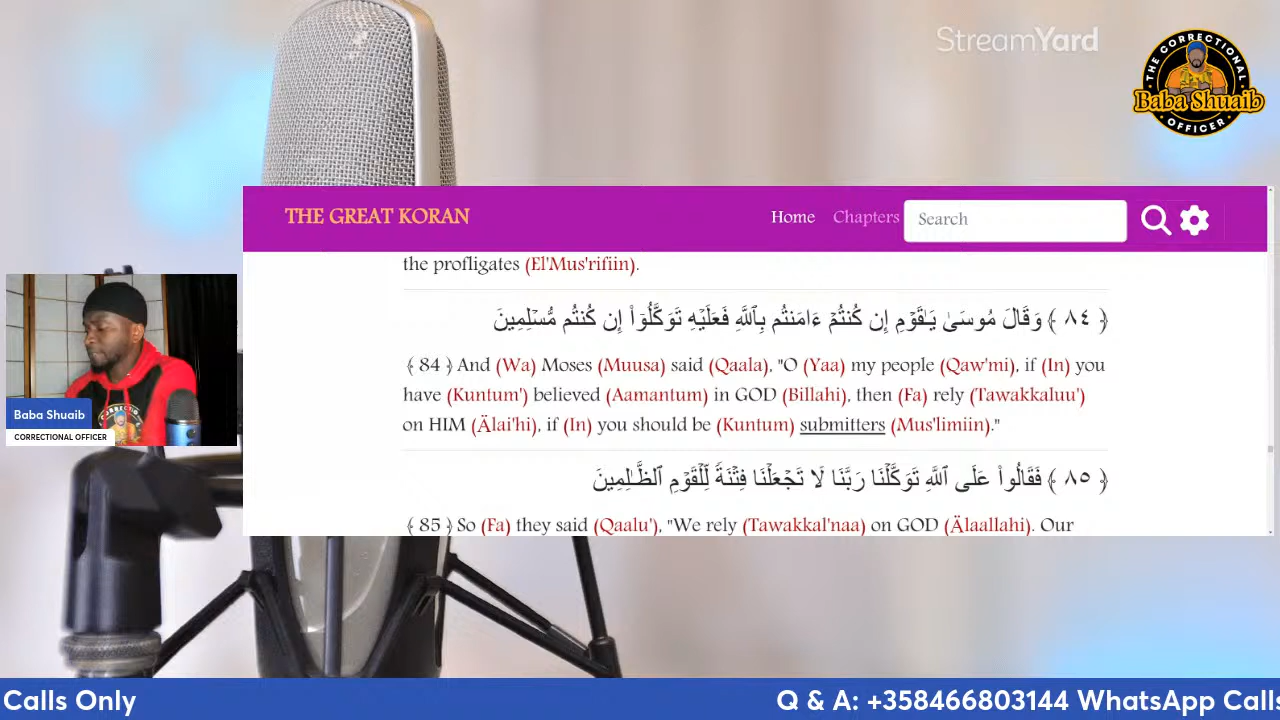 StreamYard
THE CORRECTIONAL
Baba Shuaib
OFFICER
THE GREAT KORAN
Home Chapters Search
the profligates (El'Mus'rifiin).
﴿ ٨٤ ﴾ وَقَالَ مُوسَىٰ يَـٰقَوْمِ إِن كُنتُمْ ءَامَنتُم بِٱللَّهِ فَعَلَيْهِ تَوَكَّلُوٓا۟ إِن كُنتُم مُّسْلِمِينَ
﴾ 84 ﴿ And (Wa) Moses (Muusa) said (Qaala), "O (Yaa) my people (Qaw'mi), if (In) you
have (Kuntum') believed (Aamantum) in GOD (Billahi), then (Fa) rely (Tawakkaluu')
on HIM (Älai'hi), if (In) you should be (Kuntum) submitters (Mus'limiin)."
﴿ ٨٥ ﴾ فَقَالُوا۟ عَلَى ٱللَّهِ تَوَكَّلْنَا رَبَّنَا لَا تَجْعَلْنَا فِتْنَةً لِّلْقَوْمِ ٱلظَّـٰلِمِينَ
﴾ 85 ﴿ So (Fa) they said (Qaalu'), "We rely (Tawakkal'naa) on GOD (Älaallahi). Our
Baba Shuaib
CORRECTIONAL OFFICER
Calls Only Q & A: +358466803144 WhatsApp Calls